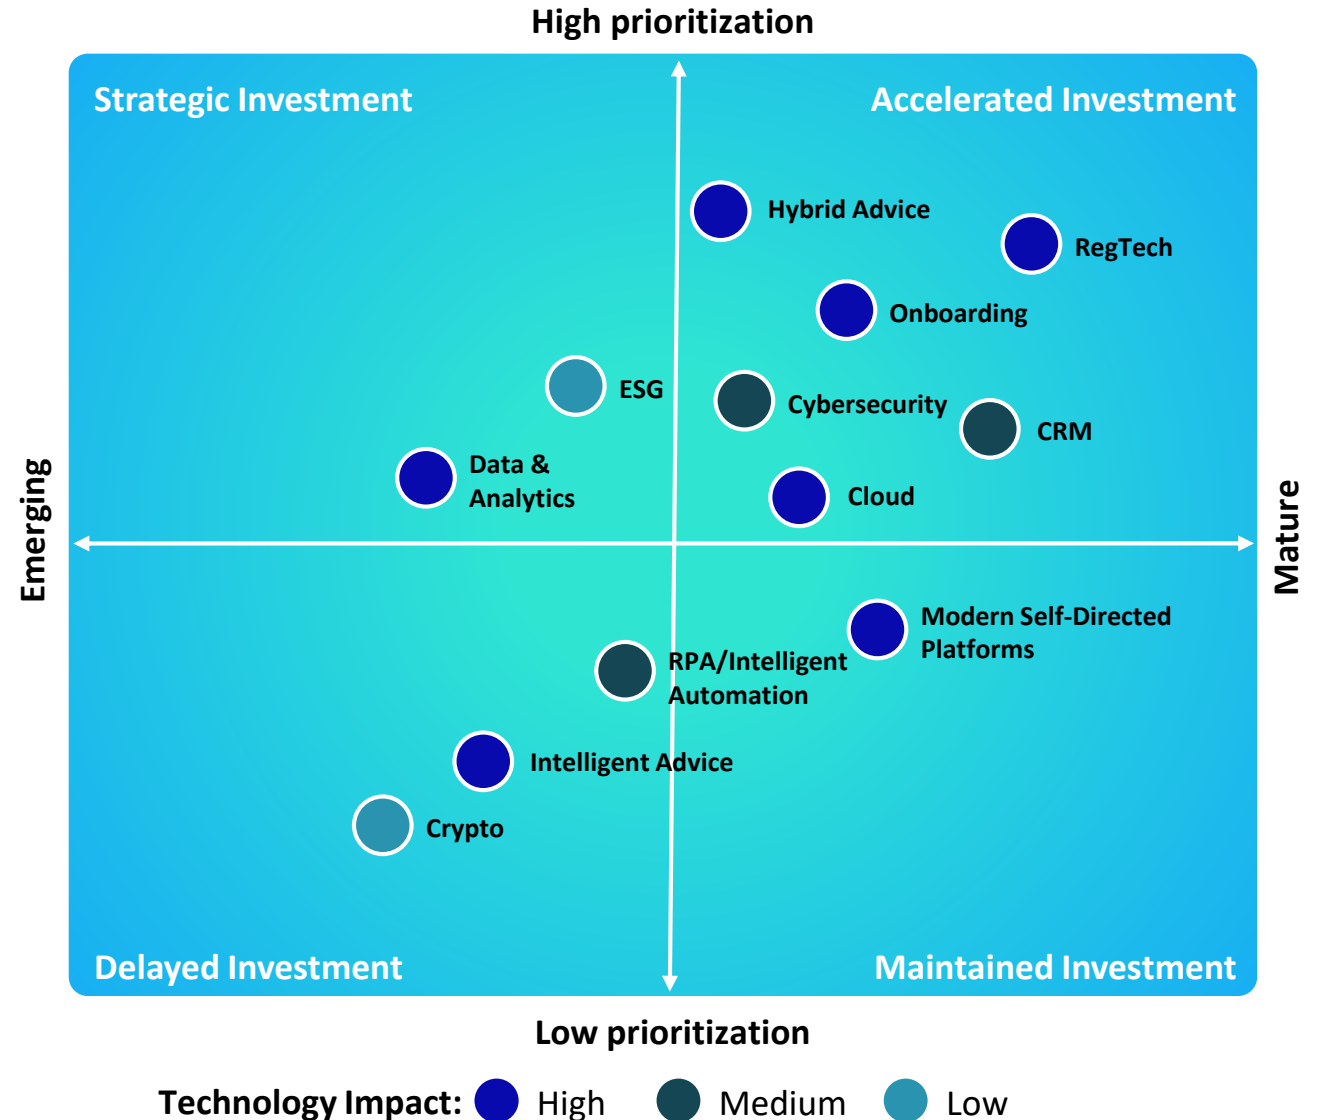 High prioritization
Strategic Investment
Accelerated Investment
Hybrid Advice
RegTech
Onboarding
ESG
Cybersecurity
CRM
Data &
Analytics
Cloud
Emerging
Mature
Modern Self-Directed
Platforms
RPA/Intelligent
Automation
Intelligent Advice
Crypto
Delayed Investment
Maintained Investment
Low prioritization
Technology Impact: High Medium Low